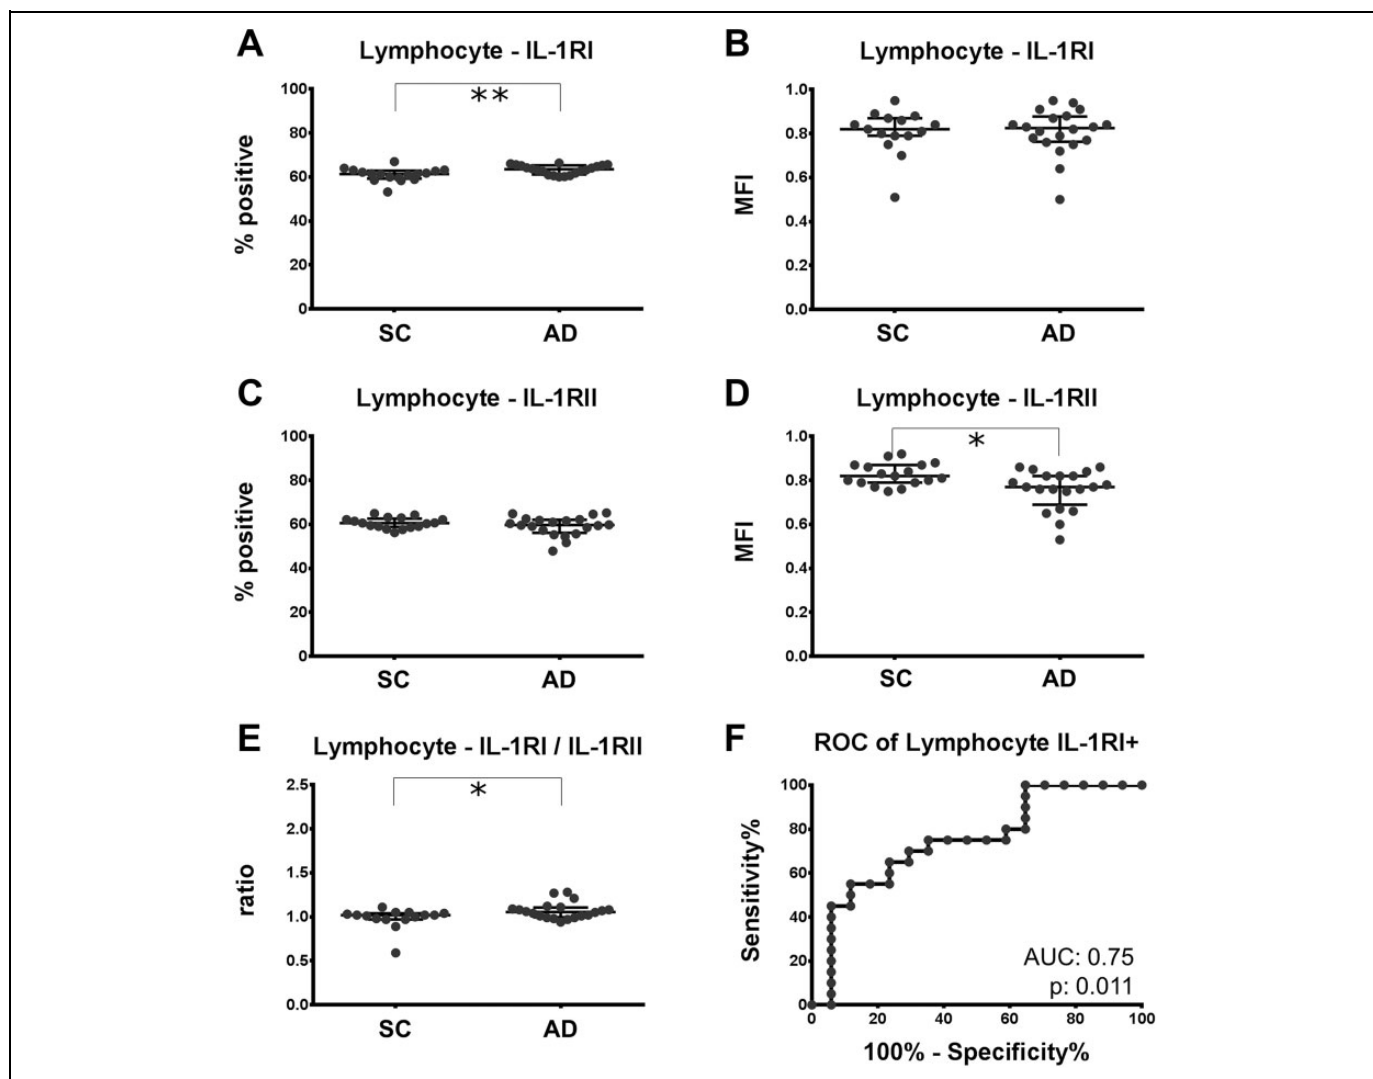 A
Lymphocyte - IL-1RI
100
80
60
40
20
0
% positive
**
SC
AD
B
Lymphocyte - IL-1RI
1.0
0.8
0.6
0.4
0.2
0.0
MFI
SC
AD
C
Lymphocyte - IL-1RII
100
80
60
40
20
0
% positive
SC
AD
D
Lymphocyte - IL-1RII
1.0
0.8
0.6
0.4
0.2
0.0
MFI
*
SC
AD
E
Lymphocyte - IL-1RI / IL-1RII
2.5
2.0
1.5
1.0
0.5
0.0
ratio
*
SC
AD
F
ROC of Lymphocyte IL-1RI+
100
80
60
40
20
0
Sensitivity%
AUC: 0.75
p: 0.011
0 20 40 60 80 100
100% - Specificity%